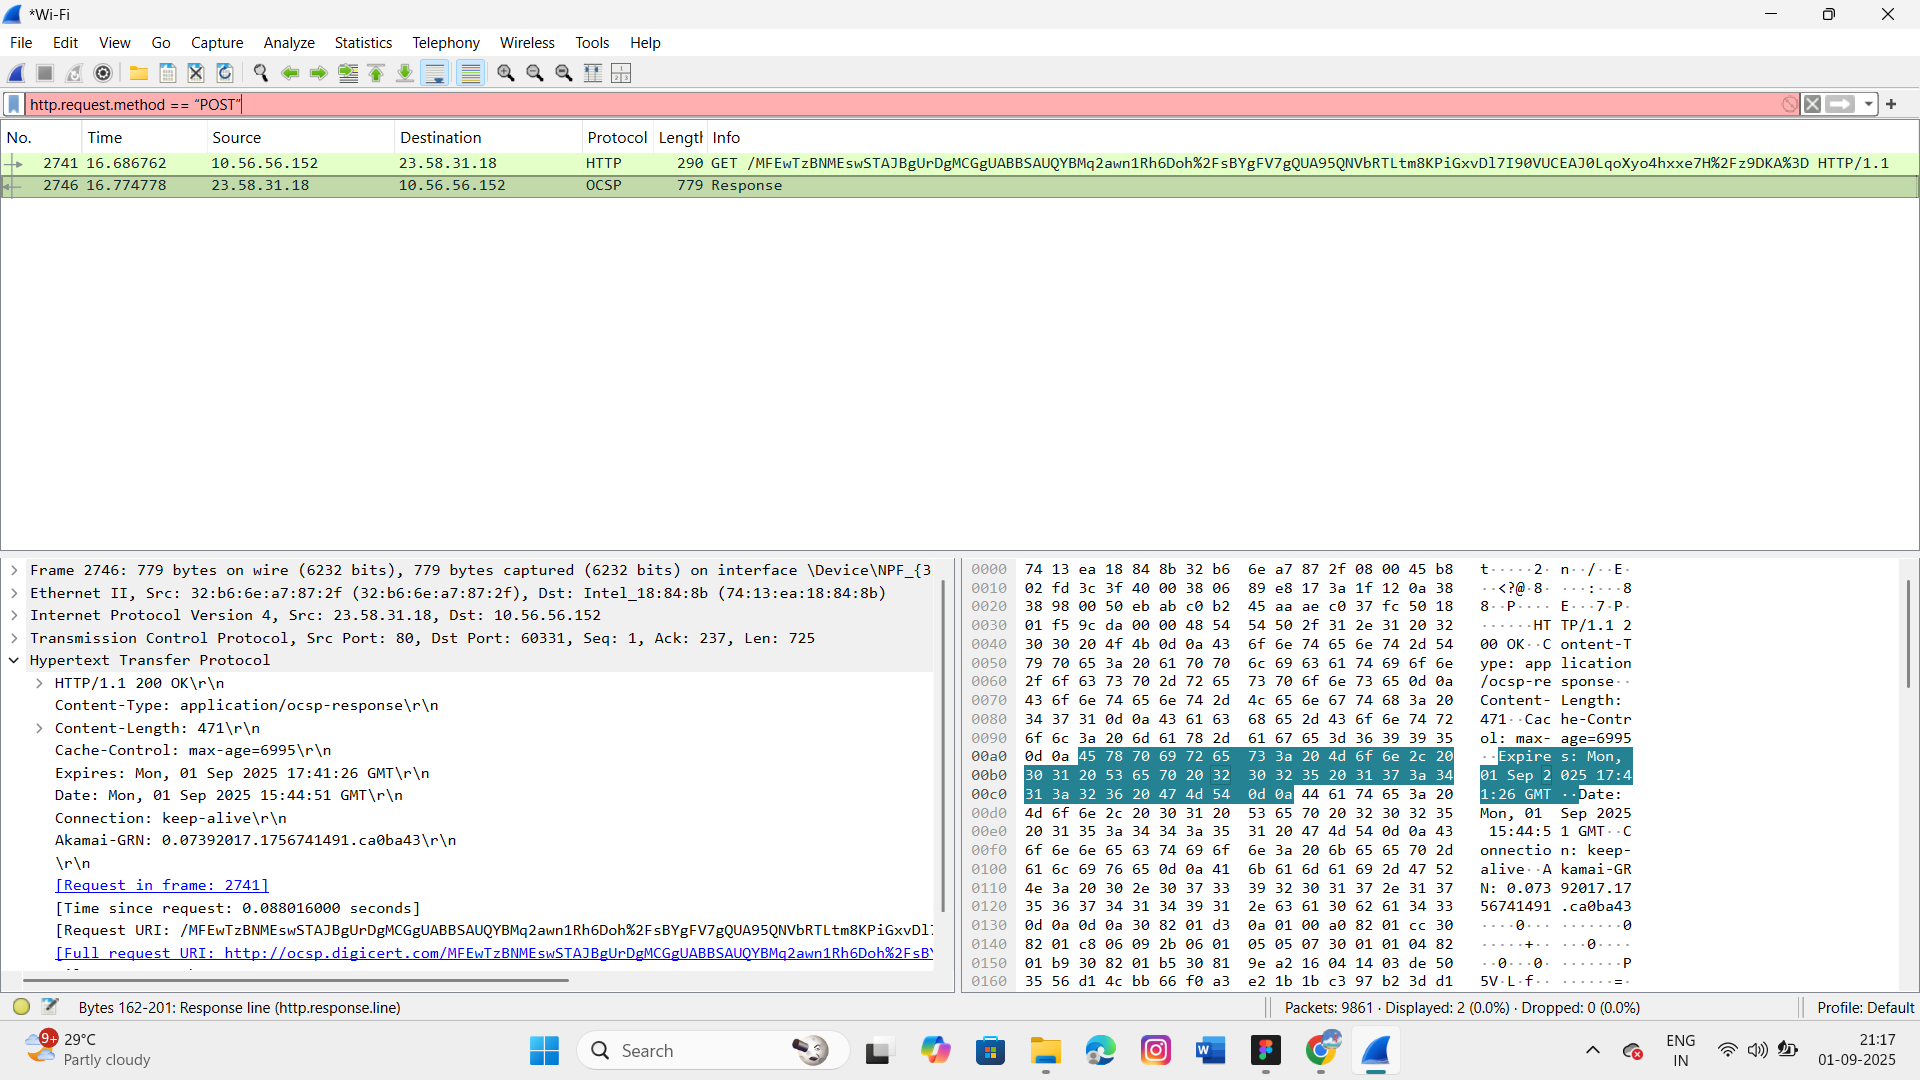 *Wi-Fi
File Edit View Go Capture Analyze Statistics Telephony Wireless Tools Help
http.request.method == “POST”
No. Time Source Destination Protocol Lengtl Info
2741 16.686762 10.56.56.152 23.58.31.18 HTTP 290 GET /MFEwTzBNMEswSTAJBgUrDgMCGgUABBSAUQYBMq2awn1Rh6Doh%2FsBYgFV7gQUA95QNVbRTLtm8KPiGxvDl7I90VUCEAJ0LqoXyo4hxxe7H%2Fz9DKA%3D HTTP/1.1
2746 16.774778 23.58.31.18 10.56.56.152 OCSP 779 Response
Frame 2746: 779 bytes on wire (6232 bits), 779 bytes captured (6232 bits) on interface \Device\NPF_{3
Ethernet II, Src: 32:b6:6e:a7:87:2f (32:b6:6e:a7:87:2f), Dst: Intel_18:84:8b (74:13:ea:18:84:8b)
Internet Protocol Version 4, Src: 23.58.31.18, Dst: 10.56.56.152
Transmission Control Protocol, Src Port: 80, Dst Port: 60331, Seq: 1, Ack: 237, Len: 725
Hypertext Transfer Protocol
HTTP/1.1 200 OK\r\n
Content-Type: application/ocsp-response\r\n
Content-Length: 471\r\n
Cache-Control: max-age=6995\r\n
Expires: Mon, 01 Sep 2025 17:41:26 GMT\r\n
Date: Mon, 01 Sep 2025 15:44:51 GMT\r\n
Connection: keep-alive\r\n
Akamai-GRN: 0.07392017.1756741491.ca0ba43\r\n
\r\n
[Request in frame: 2741]
[Time since request: 0.088016000 seconds]
[Request URI: /MFEwTzBNMEswSTAJBgUrDgMCGgUABBSAUQYBMq2awn1Rh6Doh%2FsBYgFV7gQUA95QNVbRTLtm8KPiGxvDl7
[Full request URI: http://ocsp.digicert.com/MFEwTzBNMEswSTAJBgUrDgMCGgUABBSAUQYBMq2awn1Rh6Doh%2FsBY
0000 74 13 ea 18 84 8b 32 b6 6e a7 87 2f 08 00 45 b8 t·····2· n··/··E·
0010 02 fd 3c 3f 40 00 38 06 89 e8 17 3a 1f 12 0a 38 ··<?@·8· ···:···8
0020 38 98 00 50 eb ab c0 b2 45 aa ae c0 37 fc 50 18 8··P···· E···7·P·
0030 01 f5 9c da 00 00 48 54 54 50 2f 31 2e 31 20 32 ······HT TP/1.1 2
0040 30 30 20 4f 4b 0d 0a 43 6f 6e 74 65 6e 74 2d 54 00 OK··C ontent-T
0050 79 70 65 3a 20 61 70 70 6c 69 63 61 74 69 6f 6e ype: app lication
0060 2f 6f 63 73 70 2d 72 65 73 70 6f 6e 73 65 0d 0a /ocsp-re sponse··
0070 43 6f 6e 74 65 6e 74 2d 4c 65 6e 67 74 68 3a 20 Content- Length:
0080 34 37 31 0d 0a 43 61 63 68 65 2d 43 6f 6e 74 72 471··Cac he-Contr
0090 6f 6c 3a 20 6d 61 78 2d 61 67 65 3d 36 39 39 35 ol: max- age=6995
00a0 0d 0a 45 78 70 69 72 65 73 3a 20 4d 6f 6e 2c 20 ··Expire s: Mon,
00b0 30 31 20 53 65 70 20 32 30 32 35 20 31 37 3a 34 01 Sep 2 025 17:4
00c0 31 3a 32 36 20 47 4d 54 0d 0a 44 61 74 65 3a 20 1:26 GMT ··Date:
00d0 4d 6f 6e 2c 20 30 31 20 53 65 70 20 32 30 32 35 Mon, 01 Sep 2025
00e0 20 31 35 3a 34 34 3a 35 31 20 47 4d 54 0d 0a 43 15:44:5 1 GMT··C
00f0 6f 6e 6e 65 63 74 69 6f 6e 3a 20 6b 65 65 70 2d onnectio n: keep-
0100 61 6c 69 76 65 0d 0a 41 6b 61 6d 61 69 2d 47 52 alive··A kamai-GR
0110 4e 3a 20 30 2e 30 37 33 39 32 30 31 37 2e 31 37 N: 0.073 92017.17
0120 35 36 37 34 31 34 39 31 2e 63 61 30 62 61 34 33 56741491 .ca0ba43
0130 0d 0a 0d 0a 30 82 01 d3 0a 01 00 a0 82 01 cc 30 ····0··· ·······0
0140 82 01 c8 06 09 2b 06 01 05 05 07 30 01 01 04 82 ·····+·· ···0····
0150 01 b9 30 82 01 b5 30 81 9e a2 16 04 14 03 de 50 ··0···0· ·······P
0160 35 56 d1 4c bb 66 f0 a3 e2 1b 1b c3 97 b2 3d d1 5V·L·f·· ······=·
Bytes 162-201: Response line (http.response.line) Packets: 9861 · Displayed: 2 (0.0%) · Dropped: 0 (0.0%) Profile: Default
9+ 29°C
Partly cloudy
Search
ENG
IN
21:17
01-09-2025